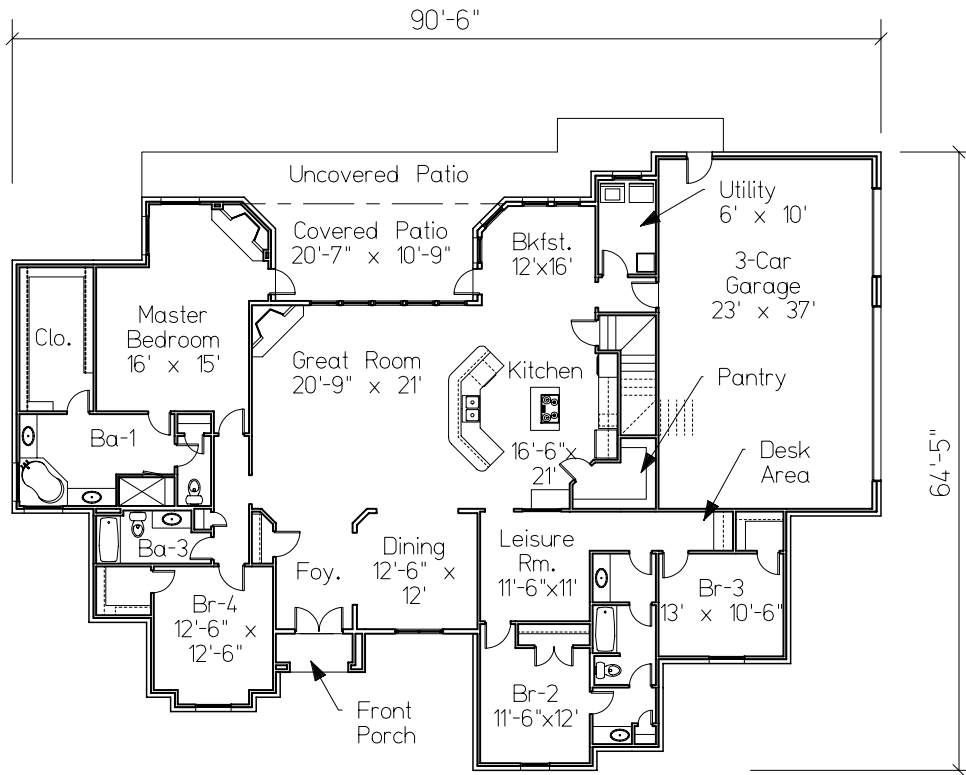 90'-6"
Uncovered Patio
Utility
6' x 10'
Covered Patio
20'-7" x 10'-9"
Bkfst.
12'x16'
3-Car
Garage
23' x 37'
Clo.
Master
Bedroom
16' x 15'
Great Room
20'-9" x 21'
Kitchen
16'-6"x
21'
Pantry
Ba-1
Desk
Area
64'-5"
Ba-3
Foy.
Dining
12'-6" x
12'
Leisure
Rm.
11'-6"x11'
Br-3
13' x 10'-6"
Br-4
12'-6" x
12'-6"
Br-2
11'-6"x12'
Front
Porch